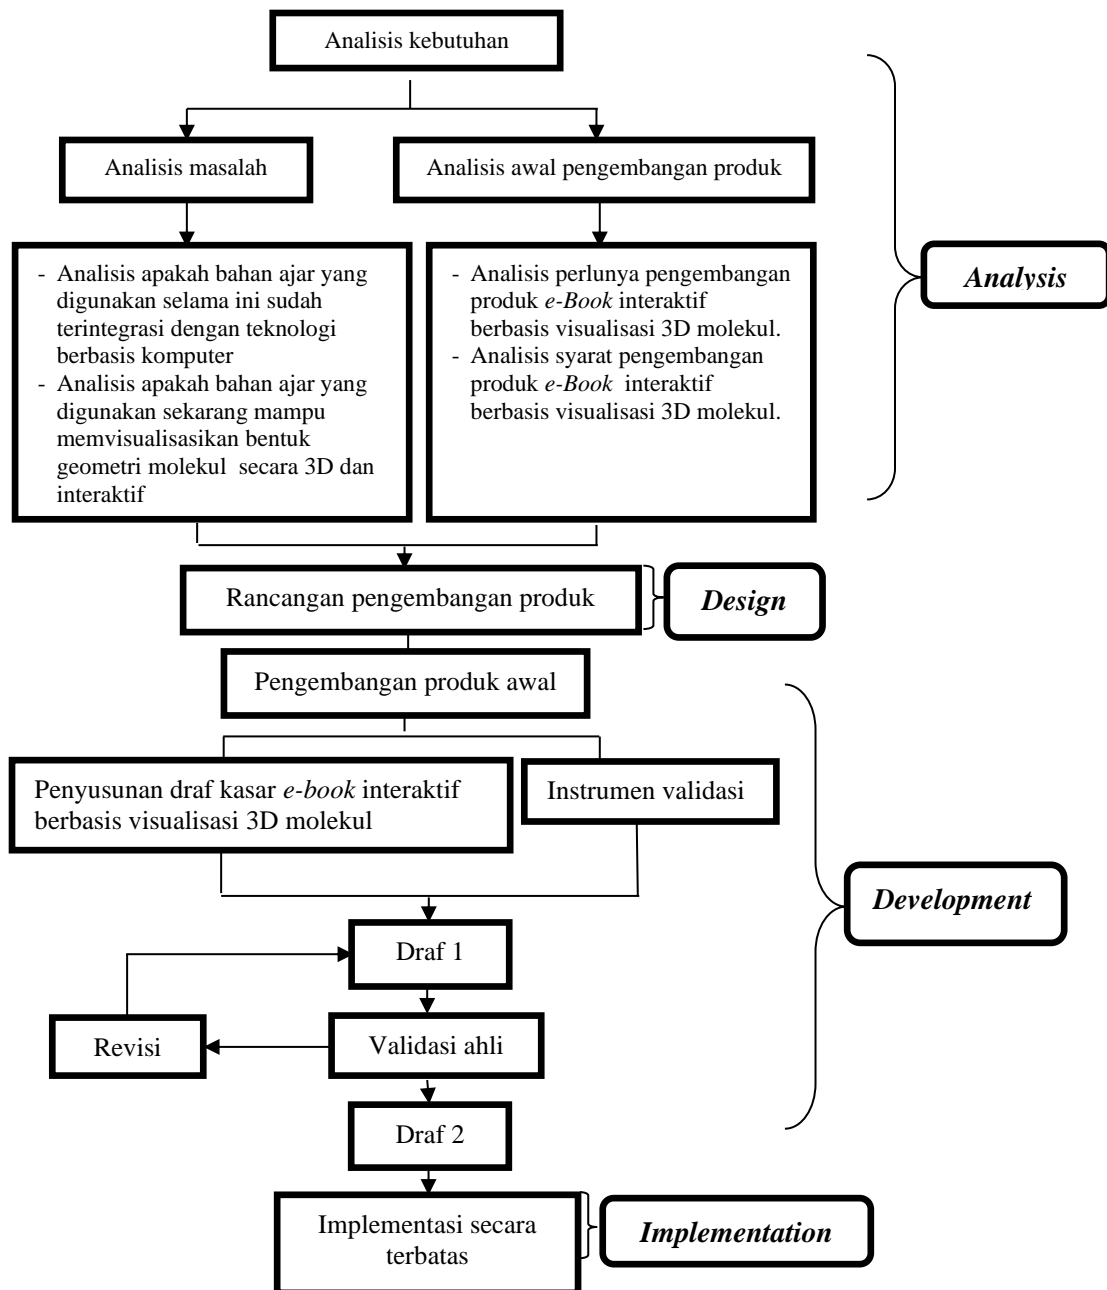 Analisis kebutuhan
Analisis masalah
Analisis awal pengembangan produk
- Analisis apakah bahan ajar yang
digunakan selama ini sudah
terintegrasi dengan teknologi
berbasis komputer
- Analisis apakah bahan ajar yang
digunakan sekarang mampu
memvisualisasikan bentuk
geometri molekul secara 3D dan
interaktif
- Analisis perlunya pengembangan
produk e-Book interaktif
berbasis visualisasi 3D molekul.
- Analisis syarat pengembangan
produk e-Book interaktif
berbasis visualisasi 3D molekul.
Analysis
Rancangan pengembangan produk
Design
Pengembangan produk awal
Penyusunan draf kasar e-book interaktif
berbasis visualisasi 3D molekul
Instrumen validasi
Development
Draf 1
Revisi
Validasi ahli
Draf 2
Implementasi secara
terbatas
Implementation